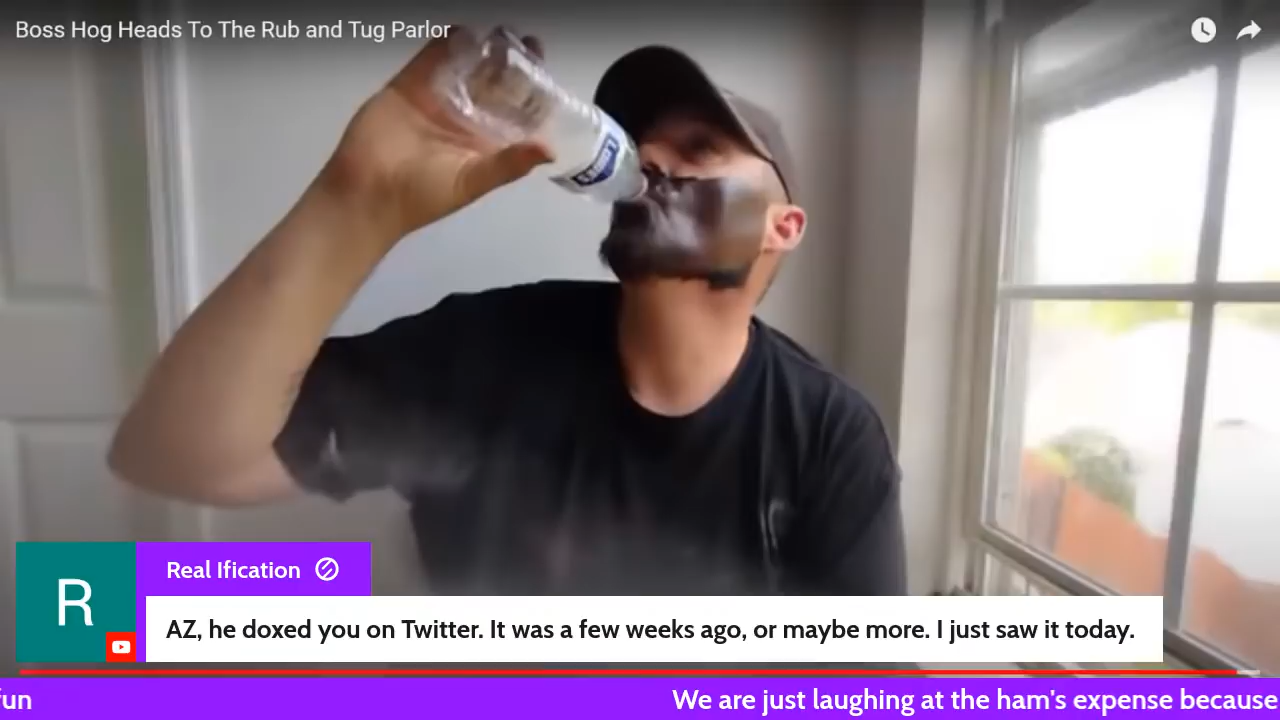 Boss Hog Heads To The Rub and Tug Parlor
R
Real Ification
AZ, he doxed you on Twitter. It was a few weeks ago, or maybe more. I just saw it today.
We are just laughing at the ham's expense because